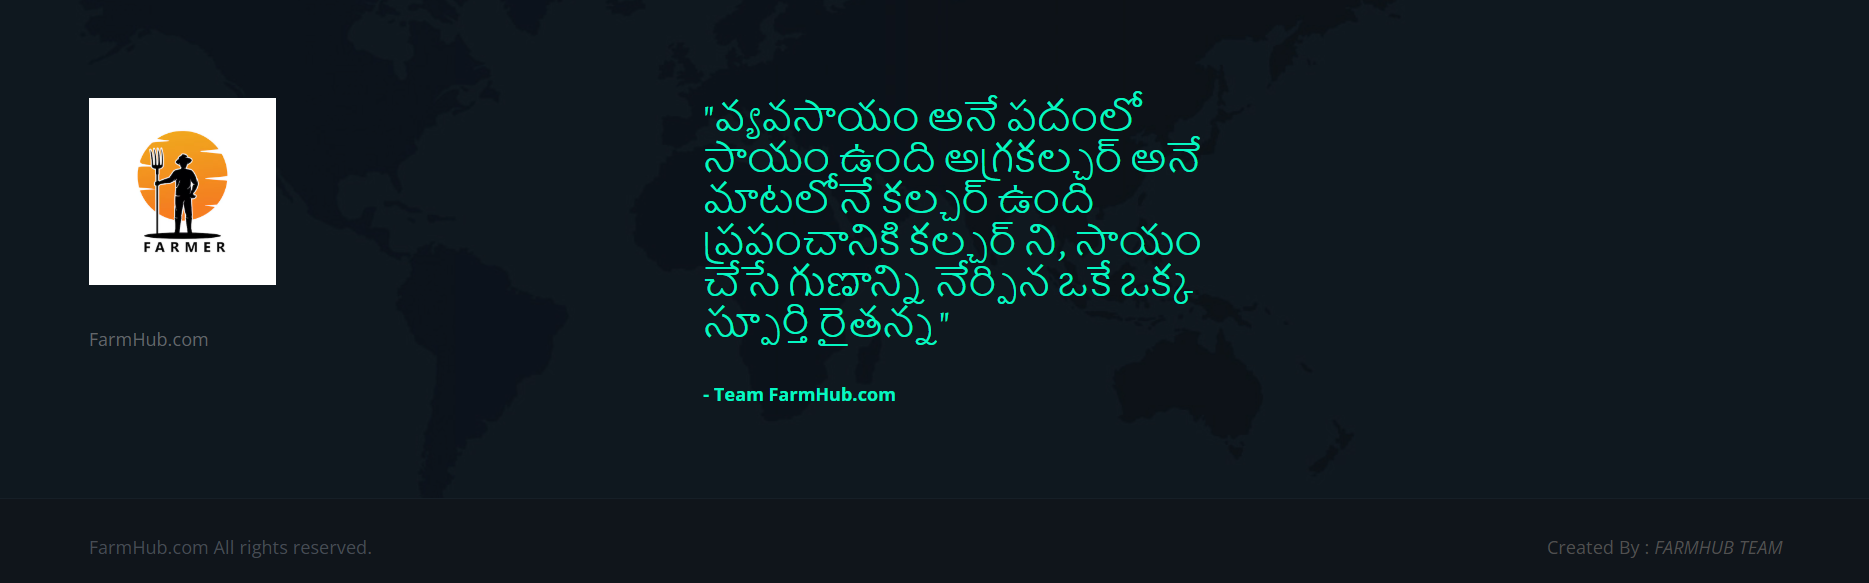 FARMER
FarmHub.com
"వ్యవసాయం అనే పదంలో
సాయం ఉంది అగ్రకల్చర్ అనే
మాటలోనే కల్చర్ ఉంది
ప్రపంచానికి కల్చర్ ని, సాయం
చేసే గుణాన్ని నేర్పిన ఒకే ఒక్క
స్పూర్తి రైతన్న"
- Team FarmHub.com
FarmHub.com All rights reserved.
Created By : FARMHUB TEAM